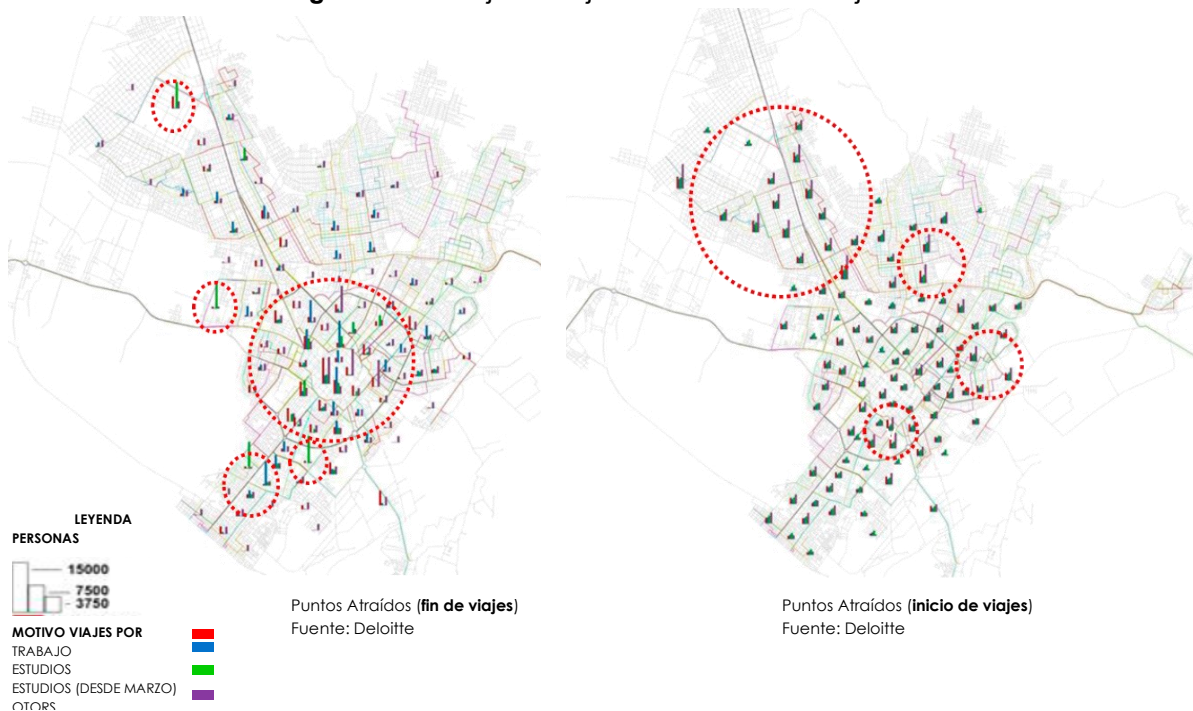 LEYENDA
PERSONAS
15000
7500
3750
MOTIVO VIAJES POR
TRABAJO
ESTUDIOS
ESTUDIOS (DESDE MARZO)
OTORS
Puntos Atraídos (fin de viajes)
Fuente: Deloitte
Puntos Atraídos (inicio de viajes)
Fuente: Deloitte